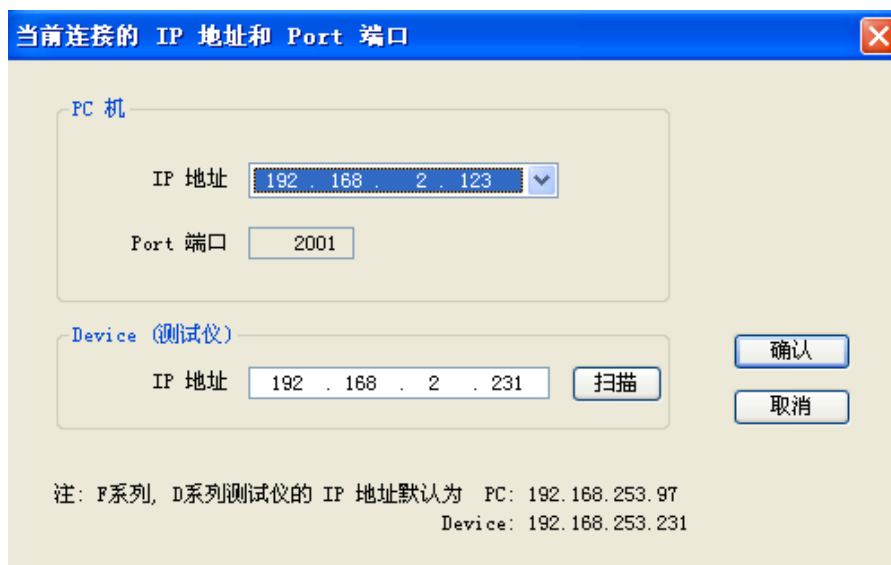 当前连接的 IP 地址和 Port 端口
PC 机
IP 地址 192 . 168 . 2 . 123
Port 端口 2001
Device (测试仪)
IP 地址 192 . 168 . 2 . 231 扫描
确认
取消
注: F系列, D系列测试仪的 IP 地址默认为 PC: 192.168.253.97
Device: 192.168.253.231